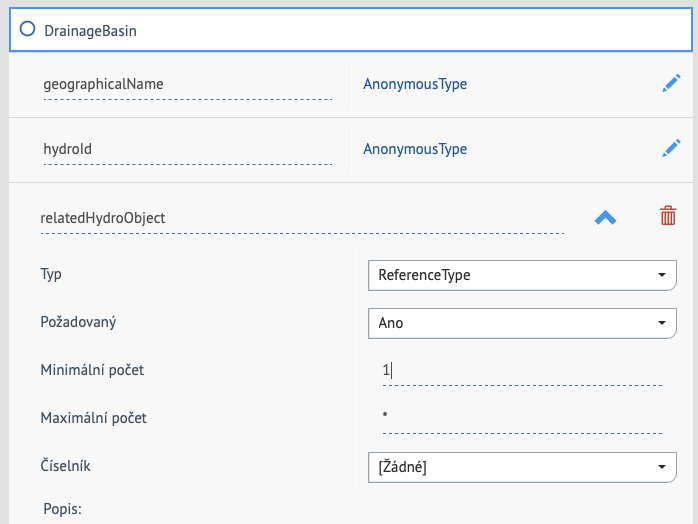 DrainageBasin
geographicalName AnonymousType
hydroId AnonymousType
relatedHydroObject
Typ ReferenceType
Požadovaný Ano
Minimální počet 1
Maximální počet *
Číselník [Žádné]
Popis: